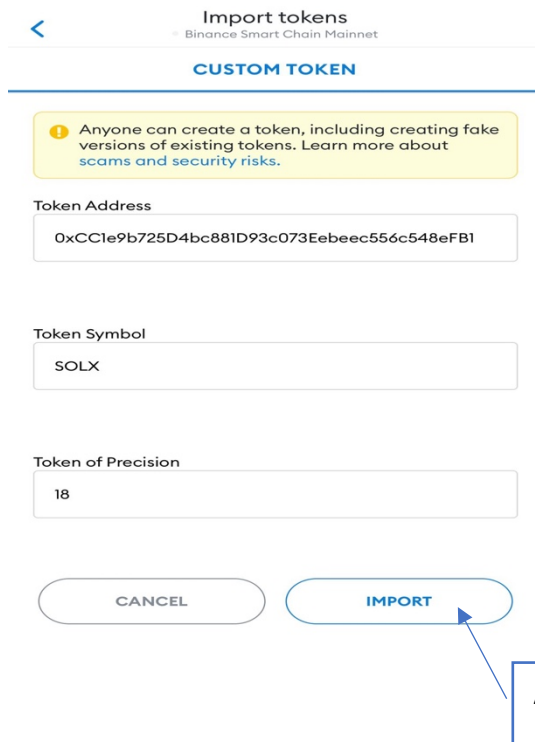 Import tokens
Binance Smart Chain Mainnet
CUSTOM TOKEN
Anyone can create a token, including creating fake
versions of existing tokens. Learn more about
scams and security risks.
Token Address
0xCC1e9b725D4bc881D93c073Eebeec556c548eFB1
Token Symbol
SOLX
Token of Precision
18
CANCEL
IMPORT